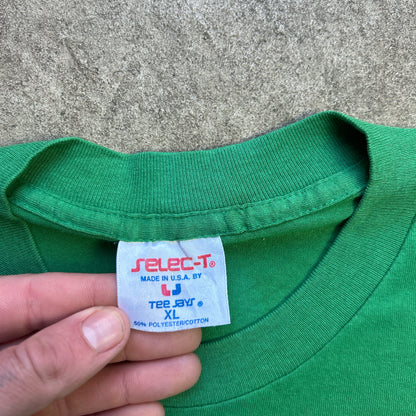 SELEC-T®
MADE IN U.S.A. BY
TEE JAYS ®
XL
50% POLYESTER/COTTON